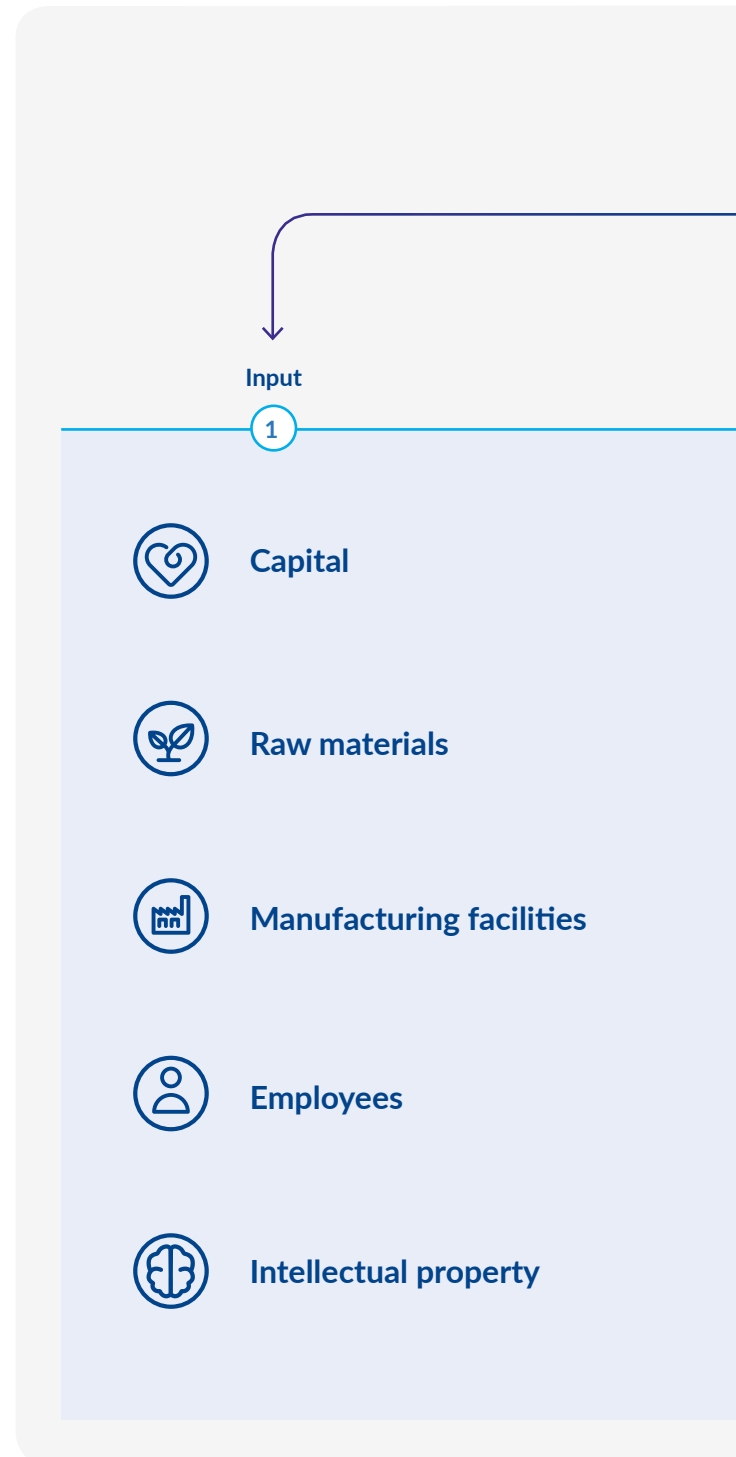 Input
1
Capital
Raw materials
Manufacturing facilities
Employees
Intellectual property